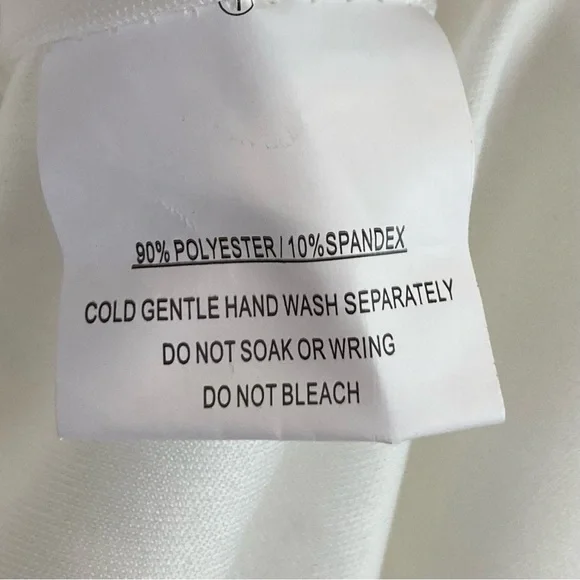 90% POLYESTER / 10% SPANDEX
COLD GENTLE HAND WASH SEPARATELY
DO NOT SOAK OR WRING
DO NOT BLEACH